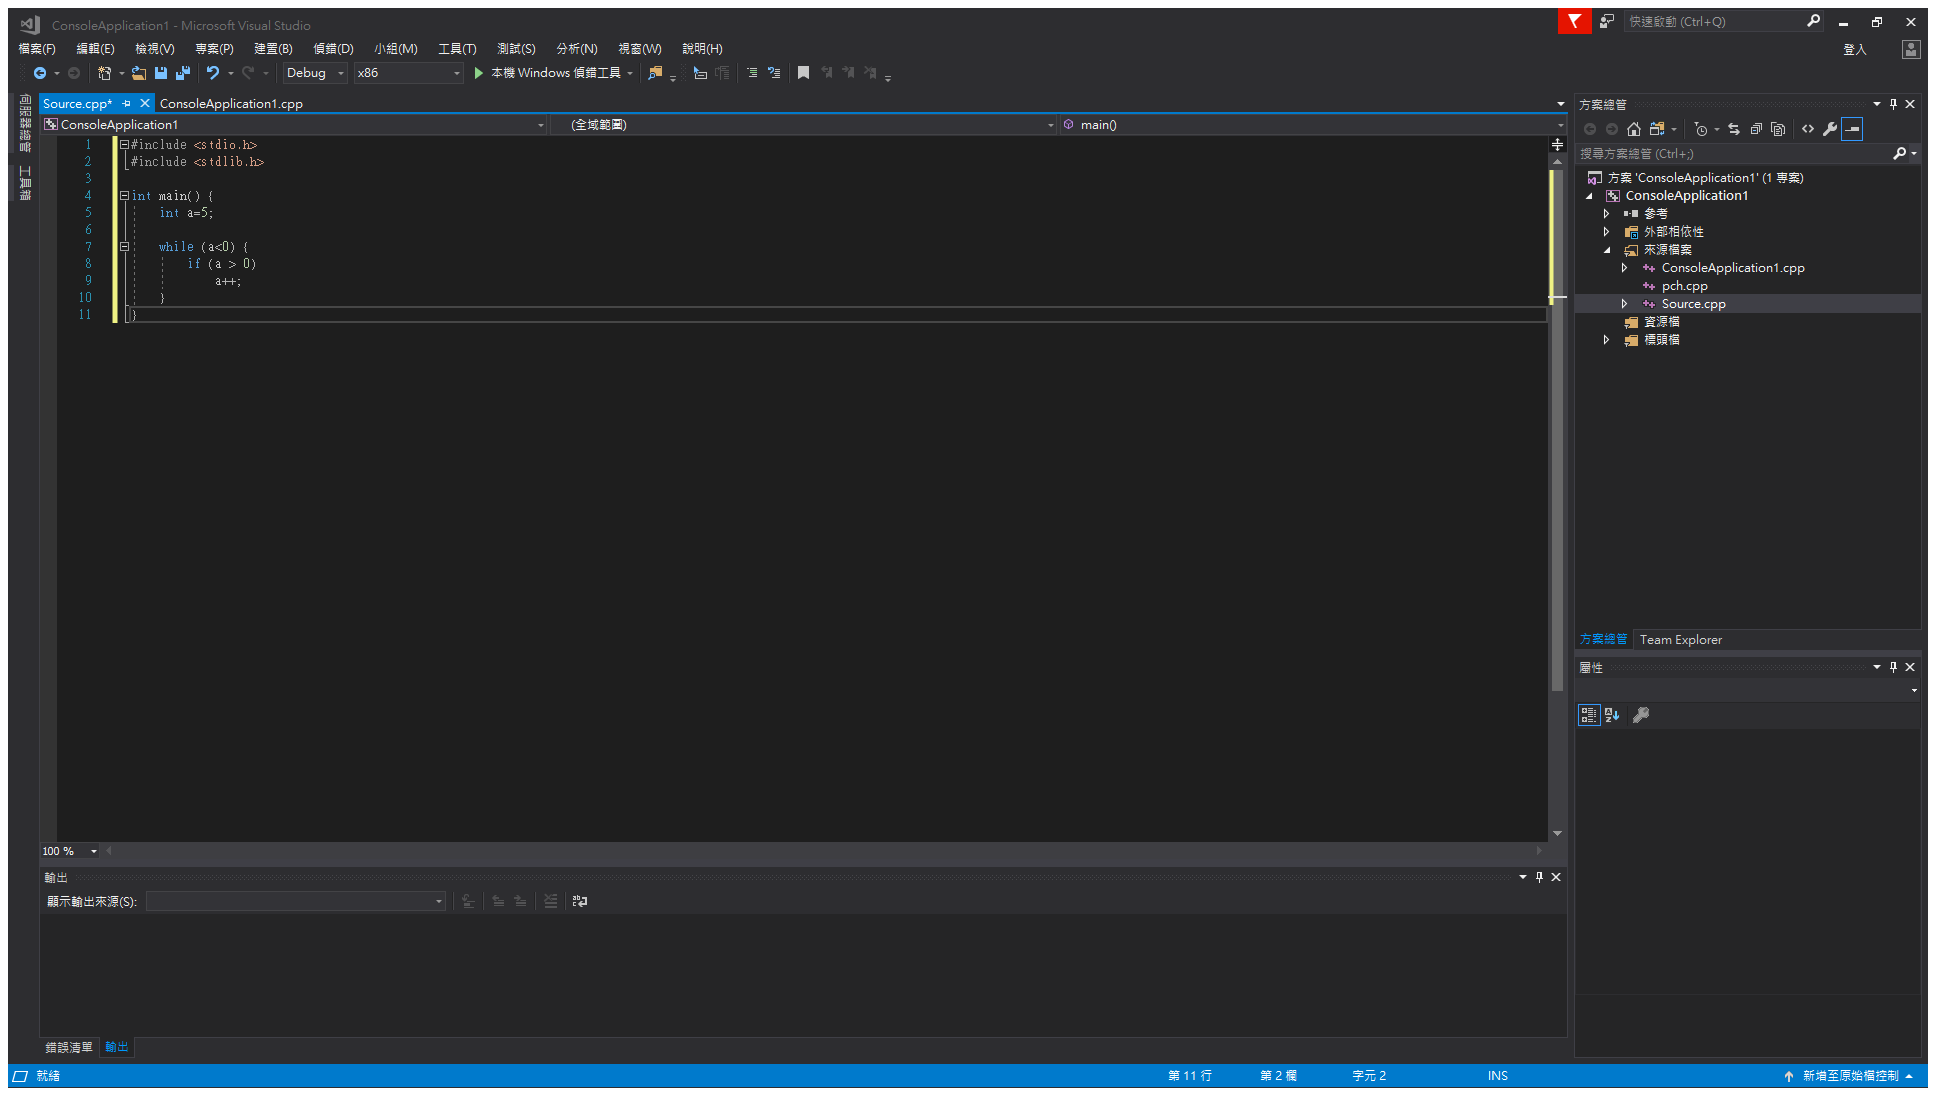 ConsoleApplication1 - Microsoft Visual Studio
快速啟動 (Ctrl+Q)
檔案(F) 編輯(E) 檢視(V) 專案(P) 建置(B) 偵錯(D) 小組(M) 工具(T) 測試(S) 分析(N) 視窗(W) 說明(H)
登入
Debug x86 本機 Windows 偵錯工具
伺服器總管
工具箱
Source.cpp* ConsoleApplication1.cpp
ConsoleApplication1 (全域範圍) main()
1 #include <stdio.h>
2 #include <stdlib.h>
3
4 int main() {
5 int a=5;
6
7 while (a<0) {
8 if (a > 0)
9 a++;
10 }
11 }
100 %
輸出
顯示輸出來源(S):
錯誤清單 輸出
方案總管
搜尋方案總管 (Ctrl+;)
方案 'ConsoleApplication1' (1 專案)
ConsoleApplication1
參考
外部相依性
來源檔案
ConsoleApplication1.cpp
pch.cpp
Source.cpp
資源檔
標頭檔
方案總管 Team Explorer
屬性
就緒 第 11 行 第 2 欄 字元 2 INS 新增至原始檔控制